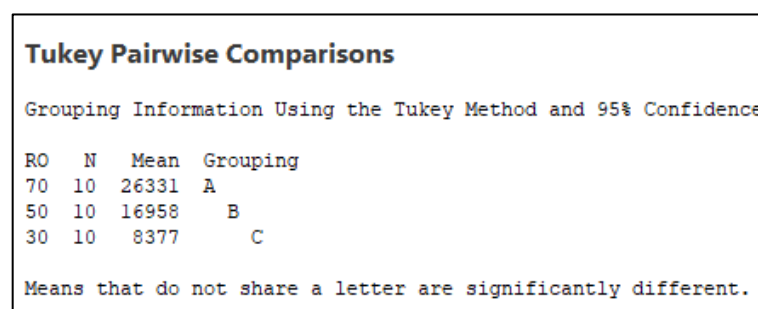 Tukey Pairwise Comparisons
Grouping Information Using the Tukey Method and 95% Confidence
RO N Mean Grouping
70 10 26331 A
50 10 16958 B
30 10 8377 C
Means that do not share a letter are significantly different.